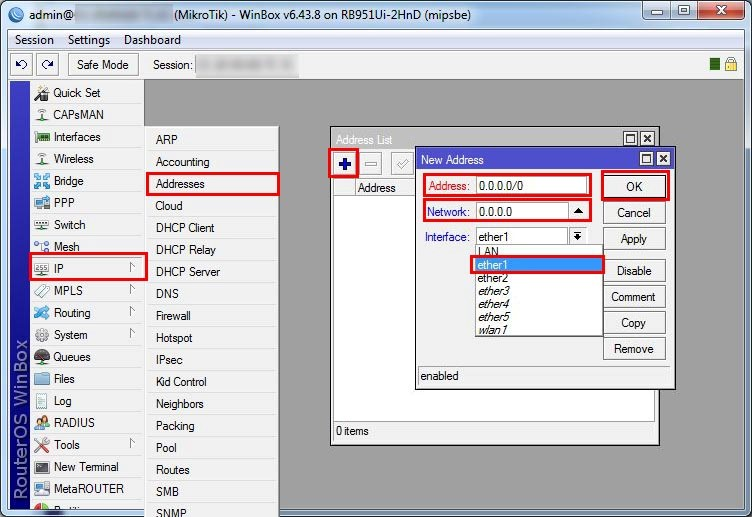 admin@ (MikroTik) - WinBox v6.43.8 on RB951Ui-2HnD (mipsbe)
Session Settings Dashboard
Safe Mode Session:
Quick Set
CAPsMAN
Interfaces
Wireless
Bridge
PPP
Switch
Mesh
IP
MPLS
Routing
System
Queues
Files
Log
RADIUS
Tools
New Terminal
MetaROUTER
RouterOS WinBox
ARP
Accounting
Addresses
Cloud
DHCP Client
DHCP Relay
DHCP Server
DNS
Firewall
Hotspot
IPsec
Kid Control
Neighbors
Packing
Pool
Routes
SMB
SNMP
Address List
Address
0 items
New Address
Address: 0.0.0.0/0
Network: 0.0.0.0
Interface: ether1
LAN
ether1
ether2
ether3
ether4
ether5
wlan1
OK
Cancel
Apply
Disable
Comment
Copy
Remove
enabled